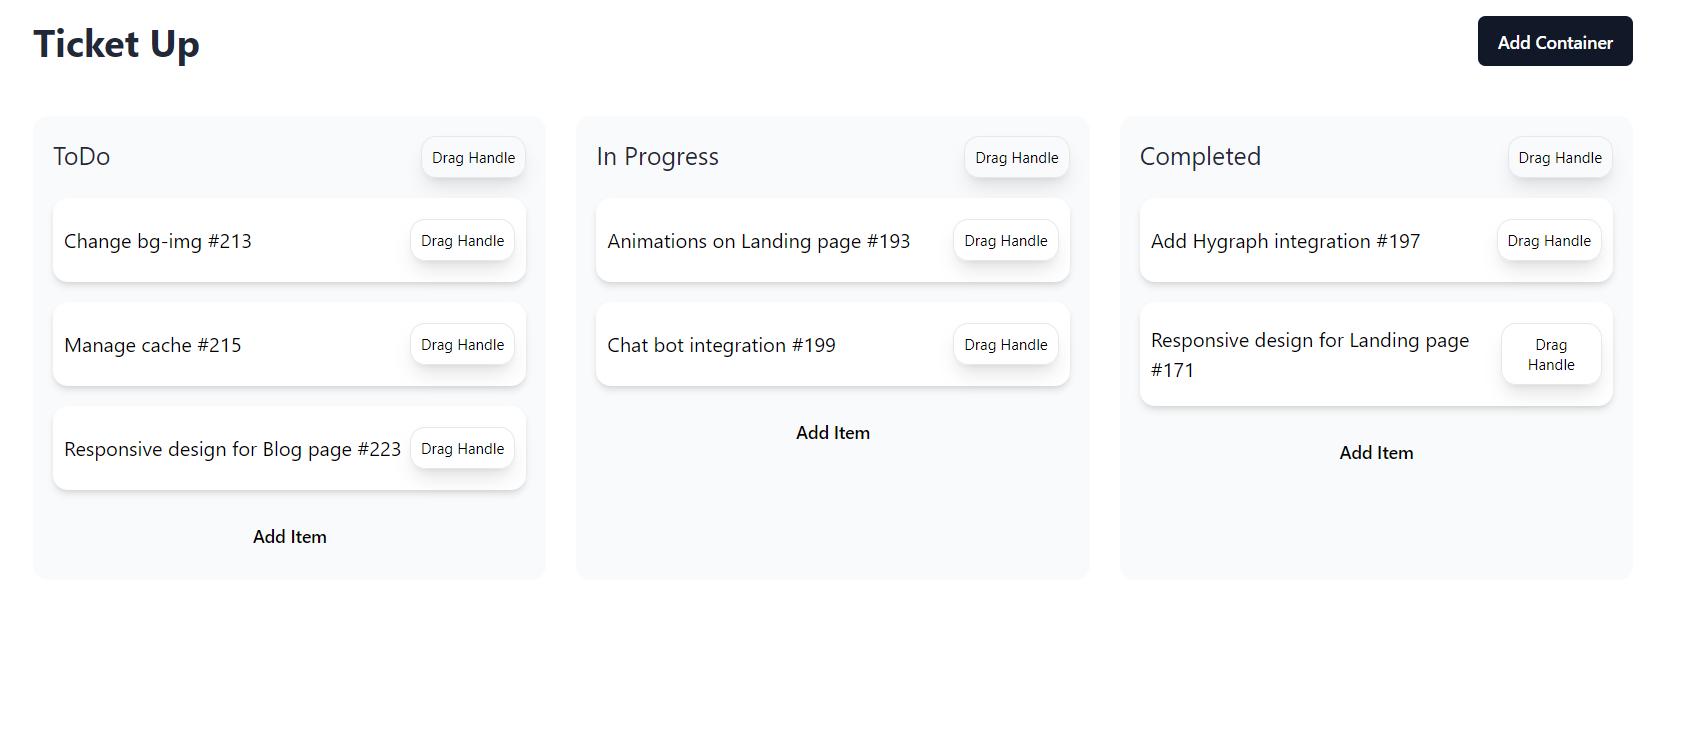 Ticket Up
Add Container
ToDo
Drag Handle
Change bg-img #213
Drag Handle
Manage cache #215
Drag Handle
Responsive design for Blog page #223
Drag Handle
Add Item
In Progress
Drag Handle
Animations on Landing page #193
Drag Handle
Chat bot integration #199
Drag Handle
Add Item
Completed
Drag Handle
Add Hygraph integration #197
Drag Handle
Responsive design for Landing page
#171
Drag
Handle
Add Item